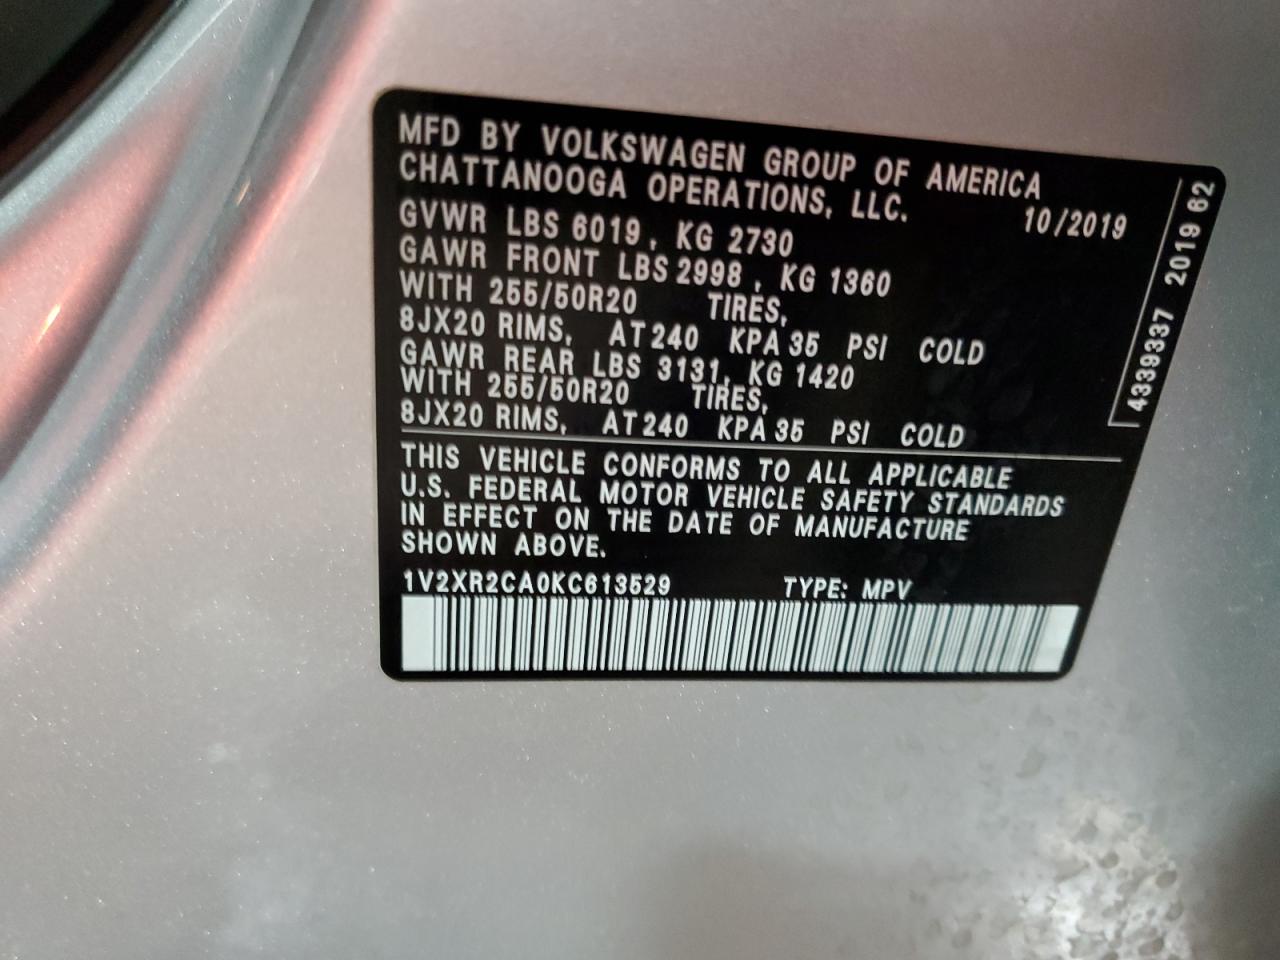 MFD BY VOLKSWAGEN GROUP OF AMERICA
CHATTANOOGA OPERATIONS, LLC. 10/2019
GVWR LBS 6019, KG 2730
GAWR FRONT LBS 2998, KG 1360
WITH 255/50R20 TIRES,
8JX20 RIMS, AT 240 KPA 35 PSI COLD
GAWR REAR LBS 3131, KG 1420
WITH 255/50R20 TIRES,
8JX20 RIMS, AT 240 KPA 35 PSI COLD
THIS VEHICLE CONFORMS TO ALL APPLICABLE
U.S. FEDERAL MOTOR VEHICLE SAFETY STANDARDS
IN EFFECT ON THE DATE OF MANUFACTURE
SHOWN ABOVE.
1V2XR2CA0KC613529 TYPE: MPV
4339337 2019 62